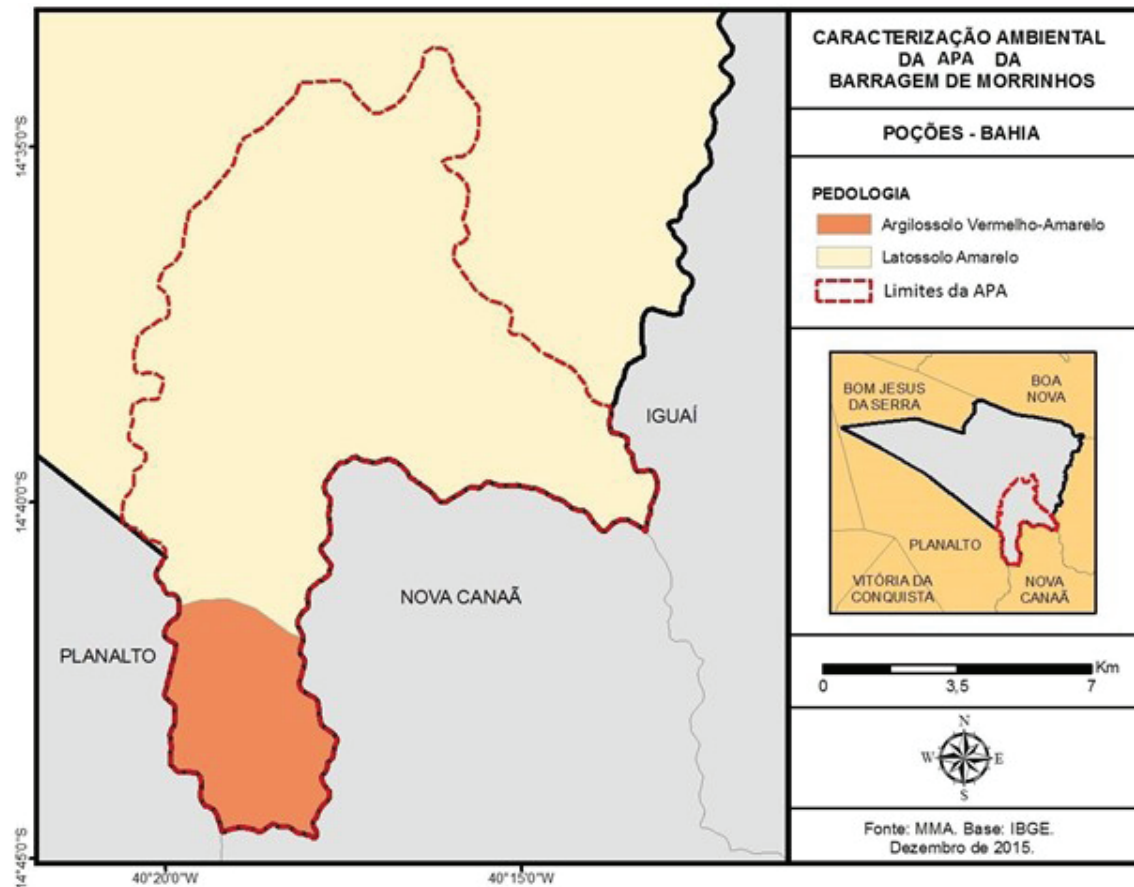 CARACTERIZAÇÃO AMBIENTAL
DA APA DA
BARRAGEM DE MORRINHOS
POÇÕES - BAHIA
PEDOLOGIA
Argilossolo Vermelho-Amarelo
Latossolo Amarelo
Limites da APA
BOM JESUS
DA SERRA
BOA
NOVA
PLANALTO
VITÓRIA DA
CONQUISTA
NOVA
CANAÃ
Km
0 3,5 7
N
W E
S
Fonte: MMA. Base: IBGE.
Dezembro de 2015.
14°35'0"S
14°40'0"S
14°45'0"S
40°20'0"W
40°15'0"W
IGUAÍ
NOVA CANAÃ
PLANALTO